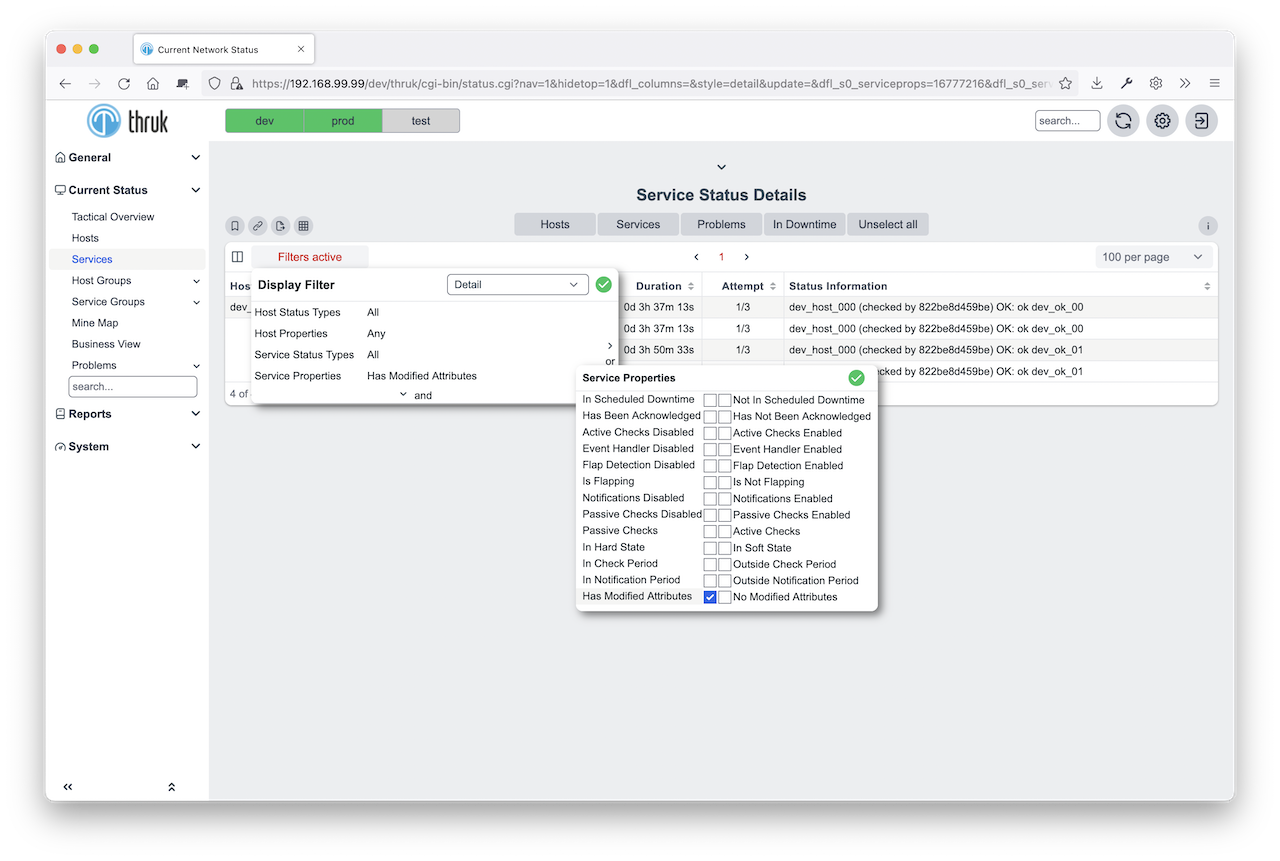 Current Network Status
https://192.168.99.99/dev/thruk/cgi-bin/status.cgi?nav=1&hidetop=1&dfl_columns=&style=detail&update=&dfl_s0_serviceprops=16777216&dfl_s0_
thruk
dev prod test
search...
General
Current Status
Tactical Overview
Hosts
Services
Host Groups
Service Groups
Mine Map
Business View
Problems
search...
Reports
System
Service Status Details
Hosts Services Problems In Downtime Unselect all
Filters active
1
100 per page
Duration Attempt Status Information
0d 3h 37m 13s 1/3 dev_host_000 (checked by 822be8d459be) OK: ok dev_ok_00
0d 3h 37m 13s 1/3 dev_host_000 (checked by 822be8d459be) OK: ok dev_ok_00
0d 3h 50m 33s 1/3 dev_host_000 (checked by 822be8d459be) OK: ok dev_ok_01
cked by 822be8d459be) OK: ok dev_ok_01
4 of
Display Filter
Detail
Host Status Types All
Host Properties Any
Service Status Types All
Service Properties Has Modified Attributes
or
and
Service Properties
In Scheduled Downtime Not In Scheduled Downtime
Has Been Acknowledged Has Not Been Acknowledged
Active Checks Disabled Active Checks Enabled
Event Handler Disabled Event Handler Enabled
Flap Detection Disabled Flap Detection Enabled
Is Flapping Is Not Flapping
Notifications Disabled Notifications Enabled
Passive Checks Disabled Passive Checks Enabled
Passive Checks Active Checks
In Hard State In Soft State
In Check Period Outside Check Period
In Notification Period Outside Notification Period
Has Modified Attributes No Modified Attributes